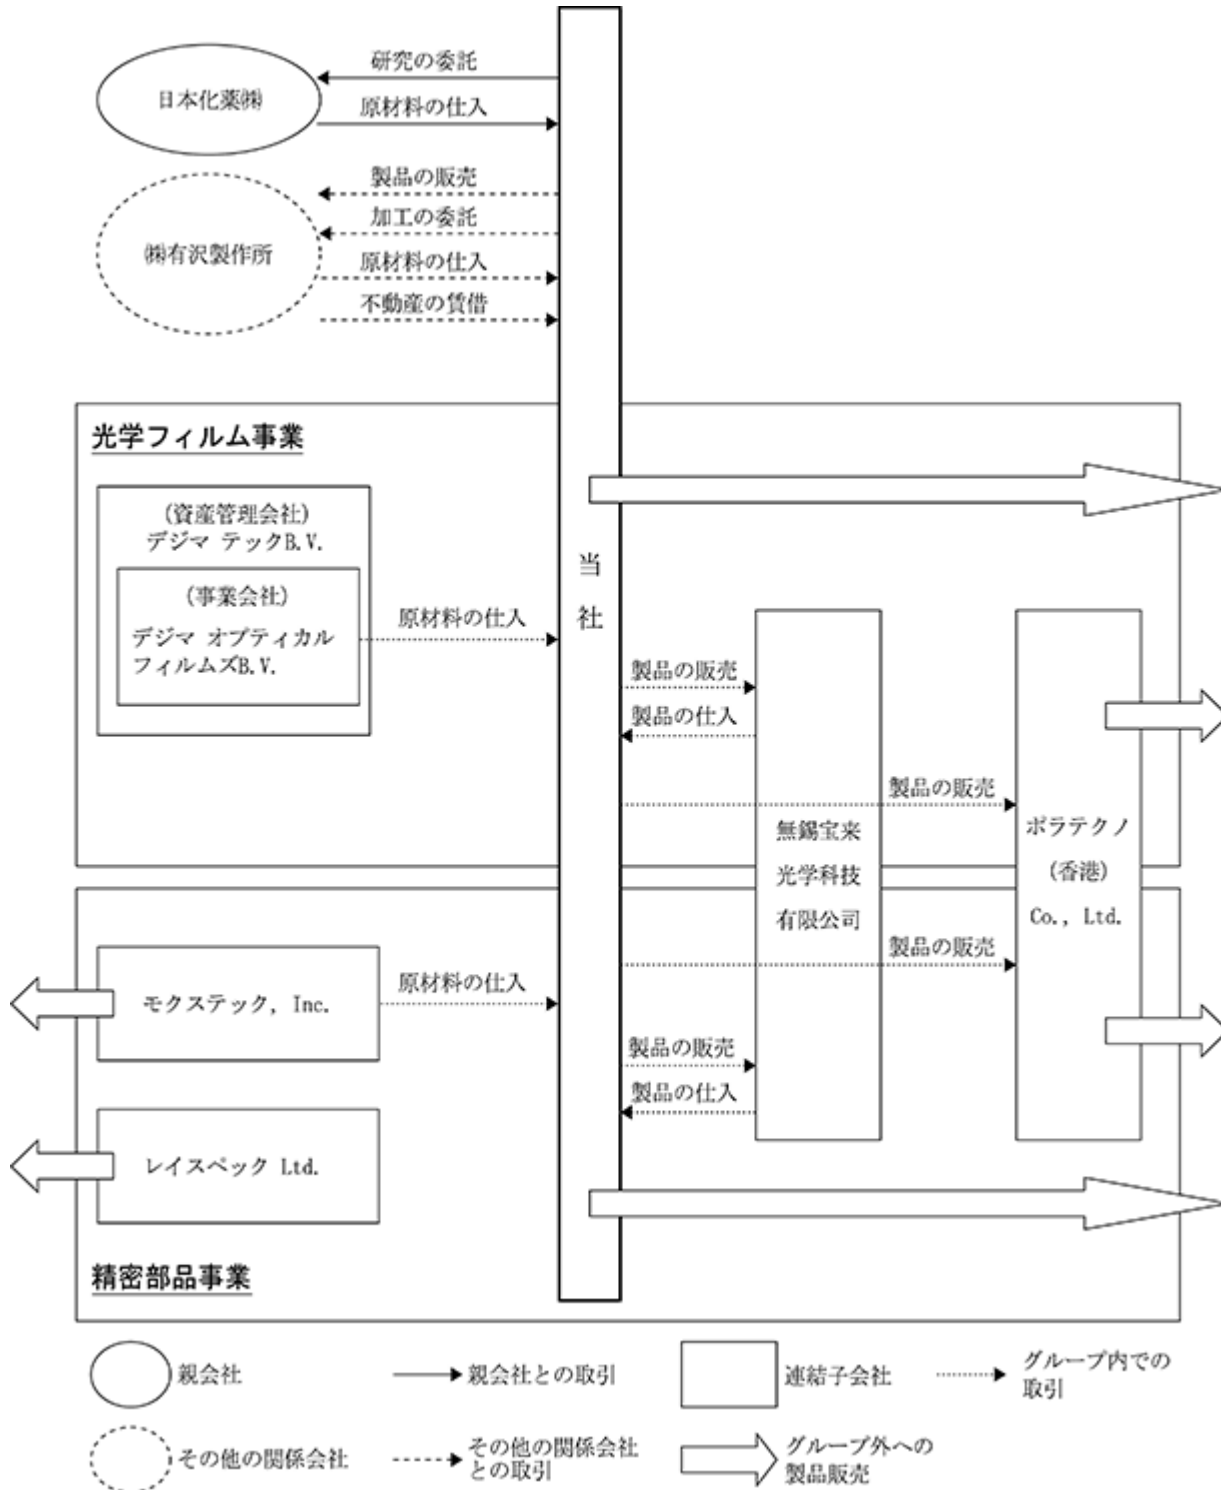 研究の委託
日本化薬㈱
原材料の仕入
製品の販売
加工の委託
㈱有沢製作所
原材料の仕入
不動産の賃借
光学フィルム事業
(資産管理会社)
デジマ テックB.V.
(事業会社)
デジマ オプティカル
フィルムズB.V.
原材料の仕入
当
社
製品の販売
製品の仕入
製品の販売
無錫宝来
光学科技
有限公司
ポラテクノ
(香港)
Co., Ltd.
製品の販売
モクステック, Inc.
原材料の仕入
製品の販売
製品の仕入
レイスペック Ltd.
精密部品事業
親会社
親会社との取引
連結子会社
グループ内での
取引
その他の関係会社
その他の関係会社
との取引
グループ外への
製品販売